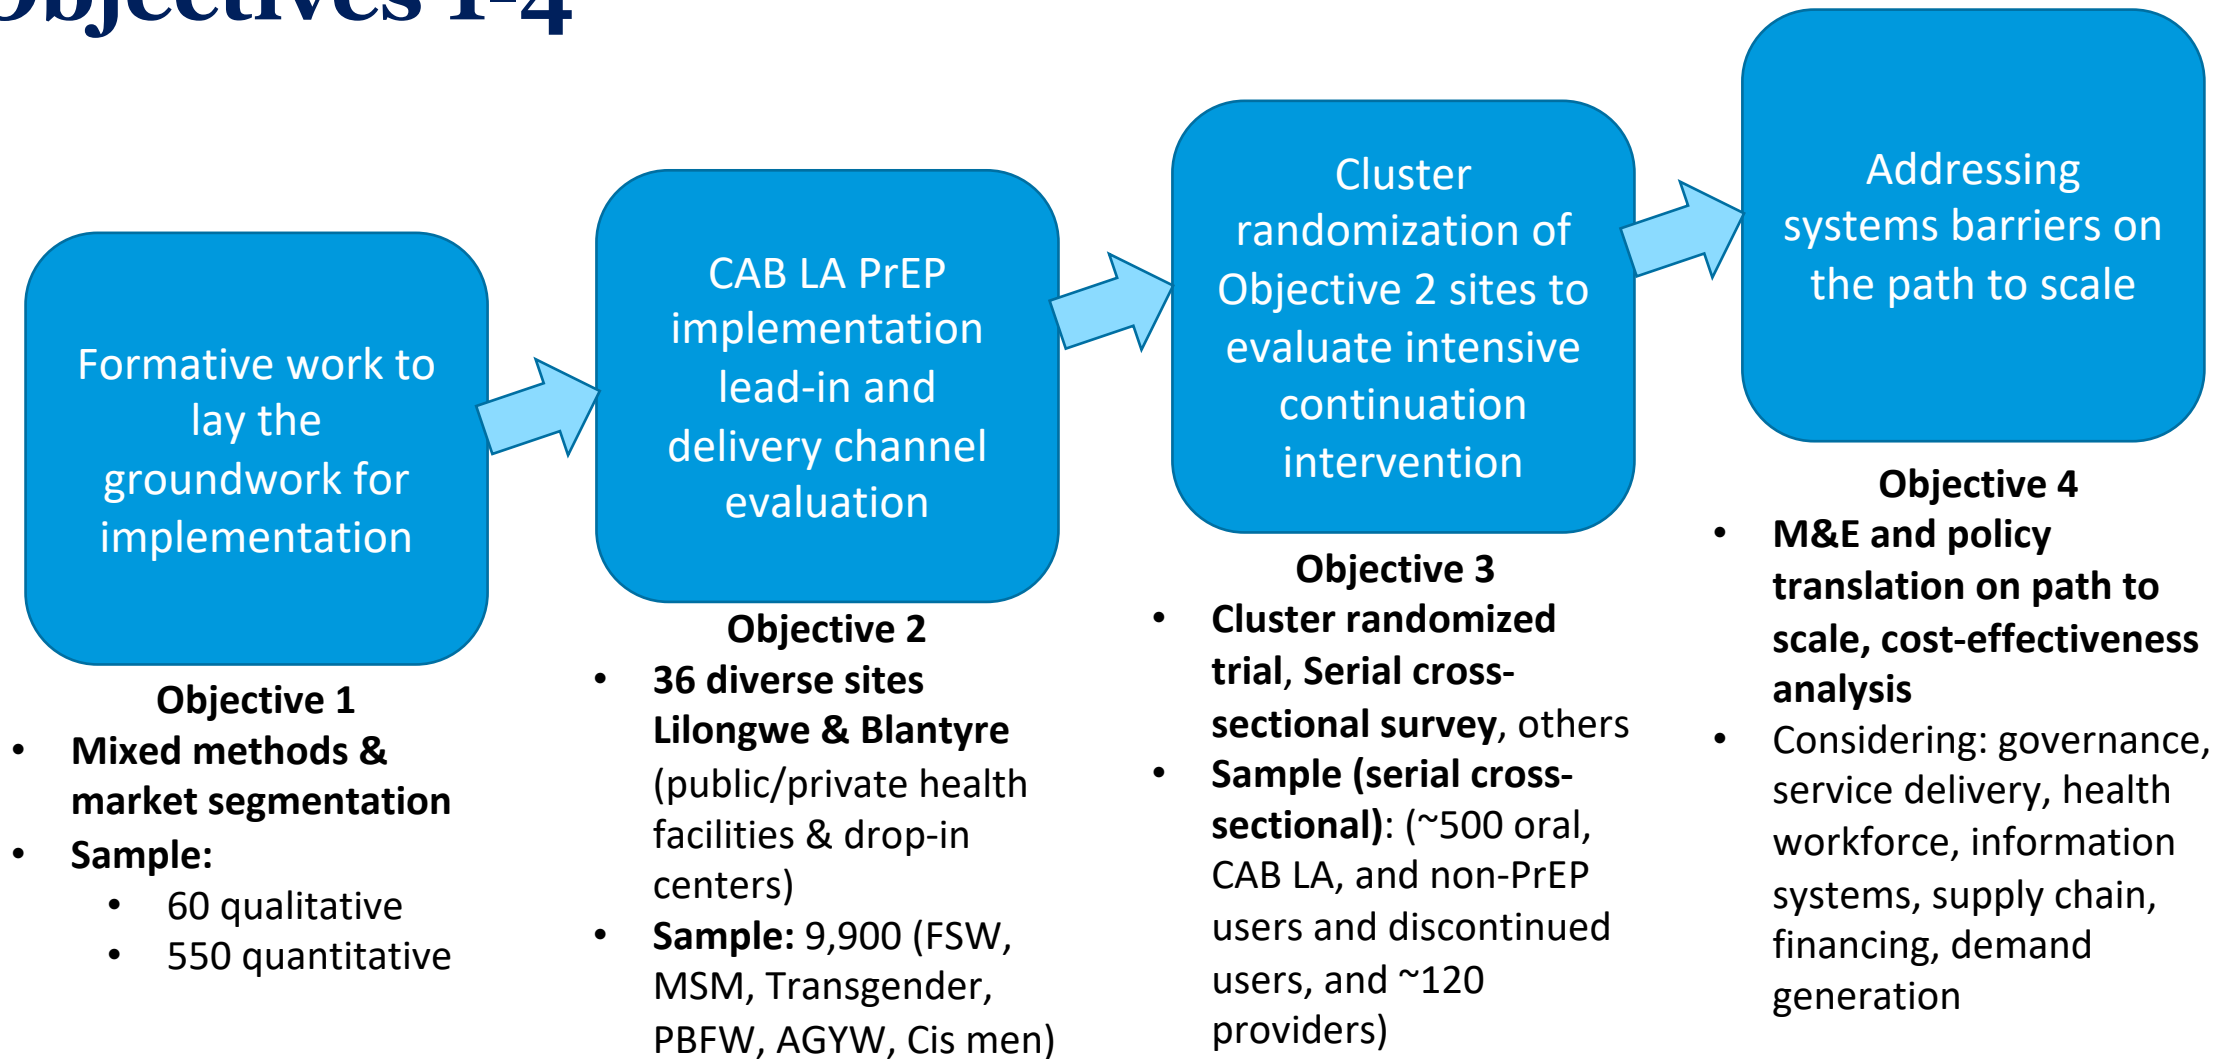 Objectives 1-4
Formative work to
lay the
groundwork for
implementation
Objective 1
• Mixed methods &
market segmentation
• Sample:
• 60 qualitative
• 550 quantitative
CAB LA PrEP
implementation
lead-in and
delivery channel
evaluation
Objective 2
• 36 diverse sites
Lilongwe & Blantyre
(public/private health
facilities & drop-in
centers)
• Sample: 9,900 (FSW,
MSM, Transgender,
PBFW, AGYW, Cis men)
Cluster
randomization of
Objective 2 sites to
evaluate intensive
continuation
intervention
Objective 3
• Cluster randomized
trial, Serial cross-
sectional survey, others
• Sample (serial cross-
sectional): (~500 oral,
CAB LA, and non-PrEP
users and discontinued
users, and ~120
providers)
Addressing
systems barriers on
the path to scale
Objective 4
• M&E and policy
translation on path to
scale, cost-effectiveness
analysis
• Considering: governance,
service delivery, health
workforce, information
systems, supply chain,
financing, demand
generation